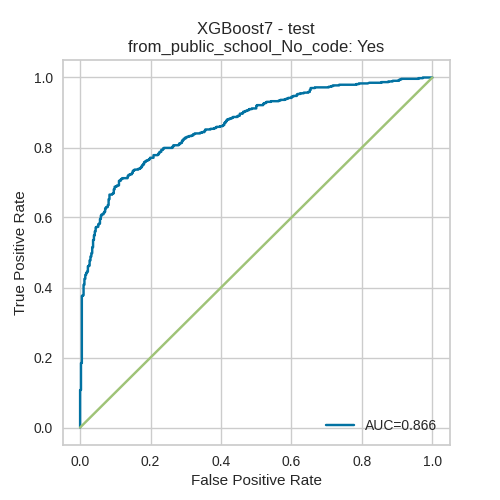 XGBoost7 - test
from_public_school_No_code: Yes
True Positive Rate
1.0
0.8
0.6
0.4
0.2
0.0
0.0 0.2 0.4 0.6 0.8 1.0
False Positive Rate
AUC=0.866